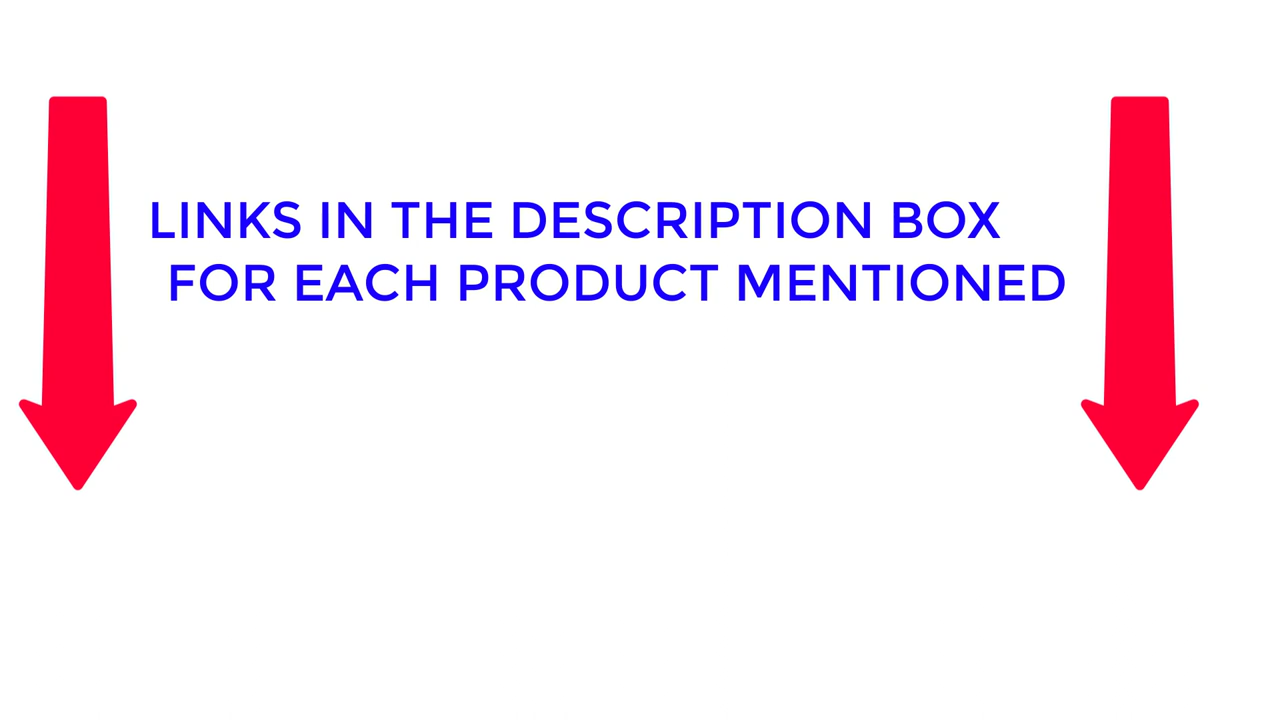 LINKS IN THE DESCRIPTION BOX
FOR EACH PRODUCT MENTIONED